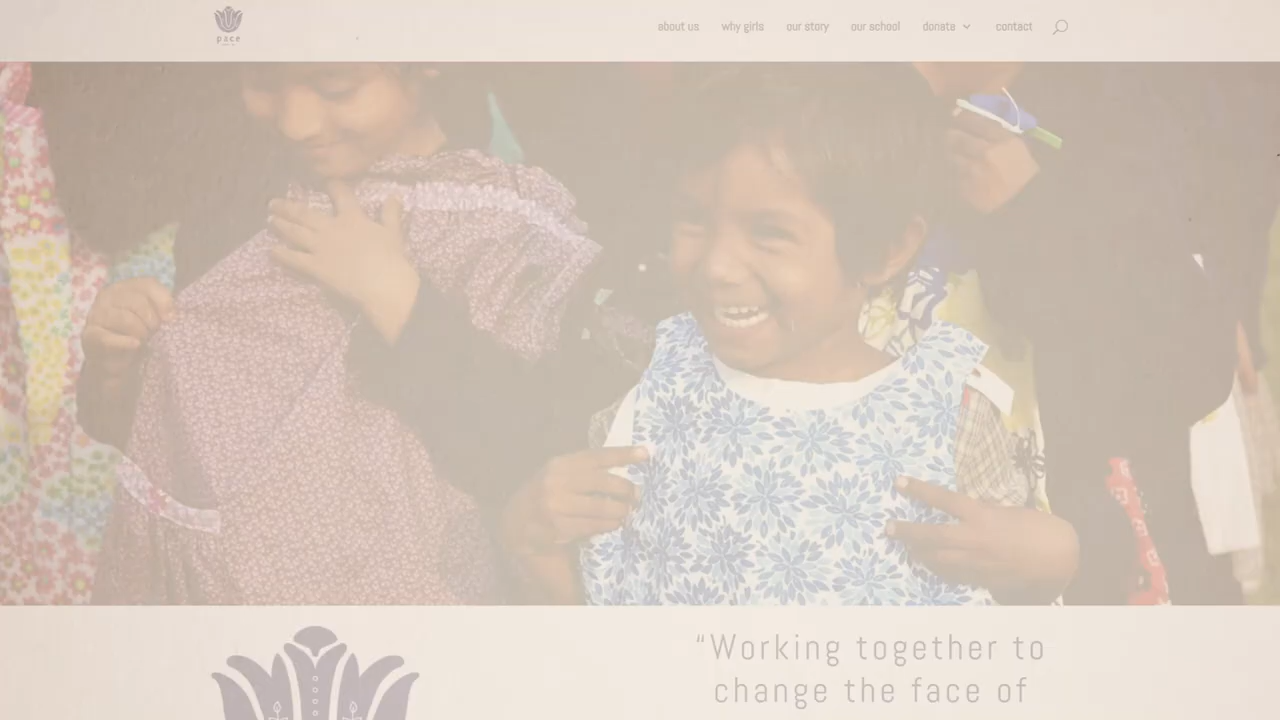 pace
about us
why girls
our story
our school
donate
contact
“Working together to
change the face of